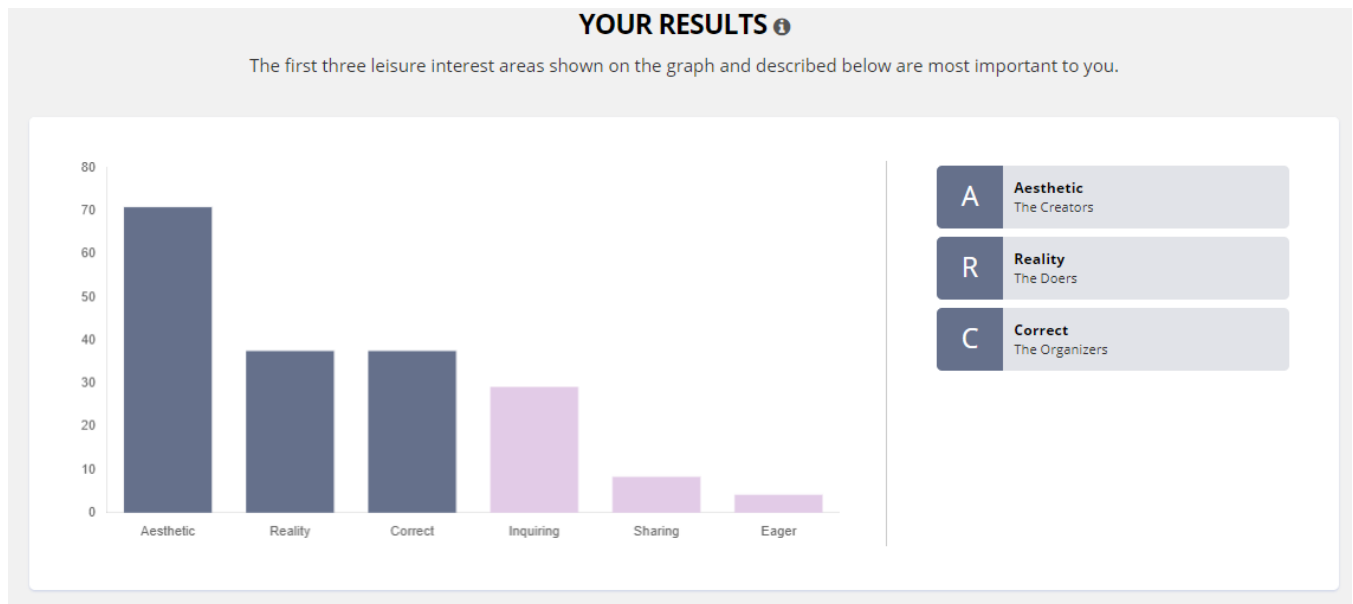 YOUR RESULTS
The first three leisure interest areas shown on the graph and described below are most important to you.
80
70
60
50
40
30
20
10
0
Aesthetic Reality Correct Inquiring Sharing Eager
A
Aesthetic
The Creators
R
Reality
The Doers
C
Correct
The Organizers